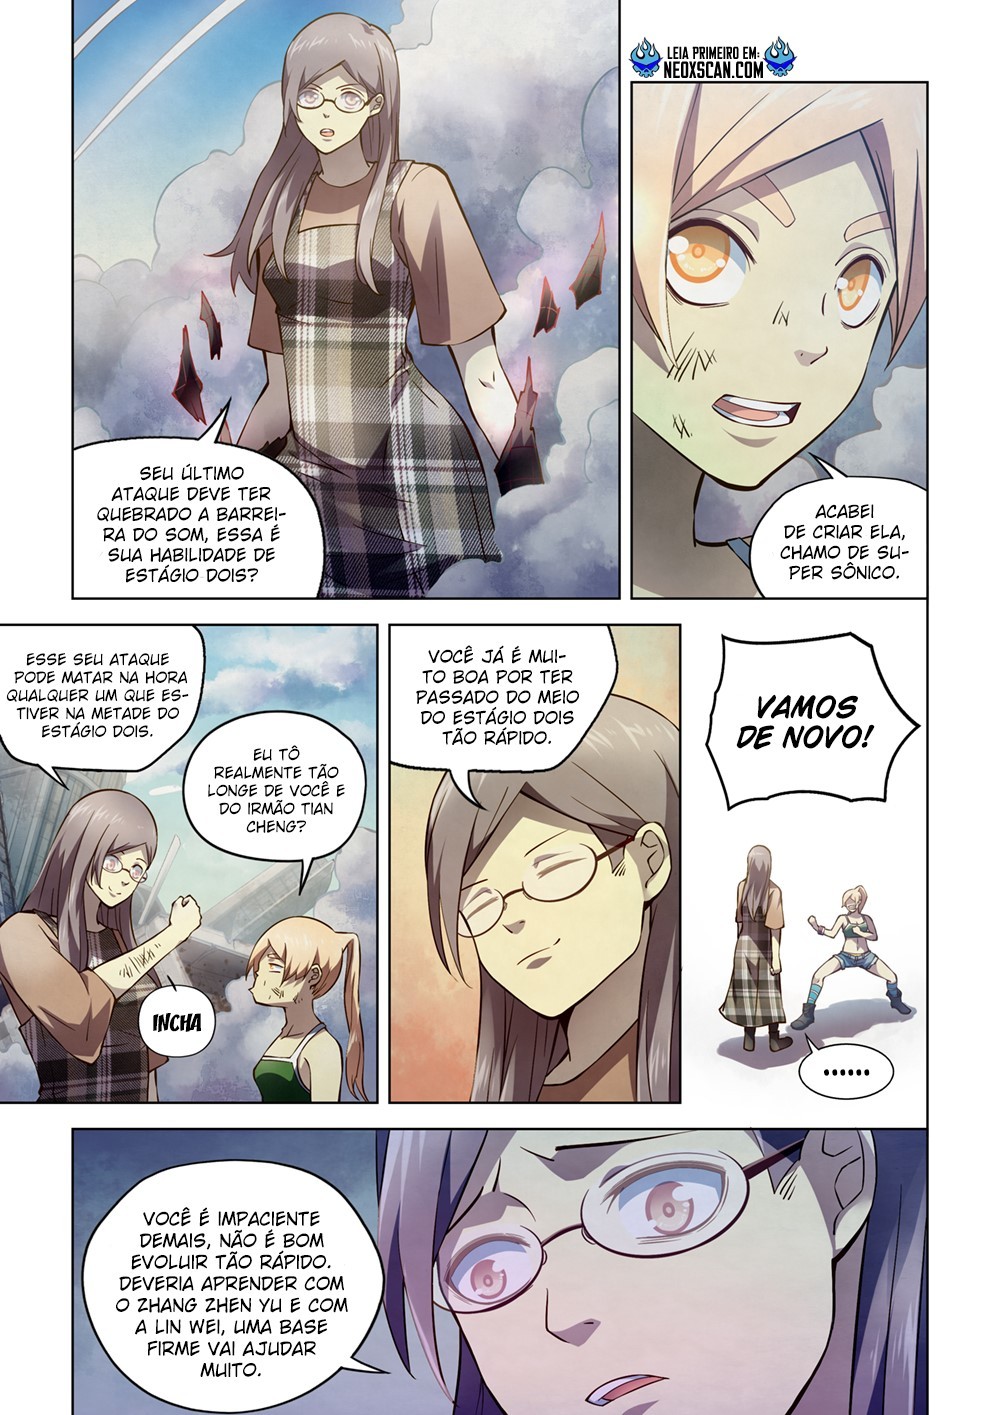 LEIA PRIMEIRO EM:
NEOXSCAN.COM
SEU ÚLTIMO
ATAQUE DEVE TER
QUEBRADO A BARREI-
RA DO SOM, ESSA É
SUA HABILIDADE DE
ESTÁGIO DOIS?
ACABEI
DE CRIAR ELA,
CHAMO DE SU-
PER SÔNICO.
ESSE SEU ATAQUE
PODE MATAR NA HORA
QUALQUER UM QUE ES-
TIVER NA METADE DO
ESTÁGIO DOIS.
EU TÔ
REALMENTE TÃO
LONGE DE VOCÊ E
DO IRMÃO TIAN
CHENG?
INCHA
VOCÊ JÁ É MUI-
TO BOA POR TER
PASSADO DO MEIO
DO ESTÁGIO DOIS
TÃO RÁPIDO.
VAMOS
DE NOVO!
......
VOCÊ É IMPACIENTE
DEMAIS, NÃO É BOM
EVOLUIR TÃO RÁPIDO.
DEVERIA APRENDER COM
O ZHANG ZHEN YU E COM
A LIN WEI, UMA BASE
FIRME VAI AJUDAR
MUITO.